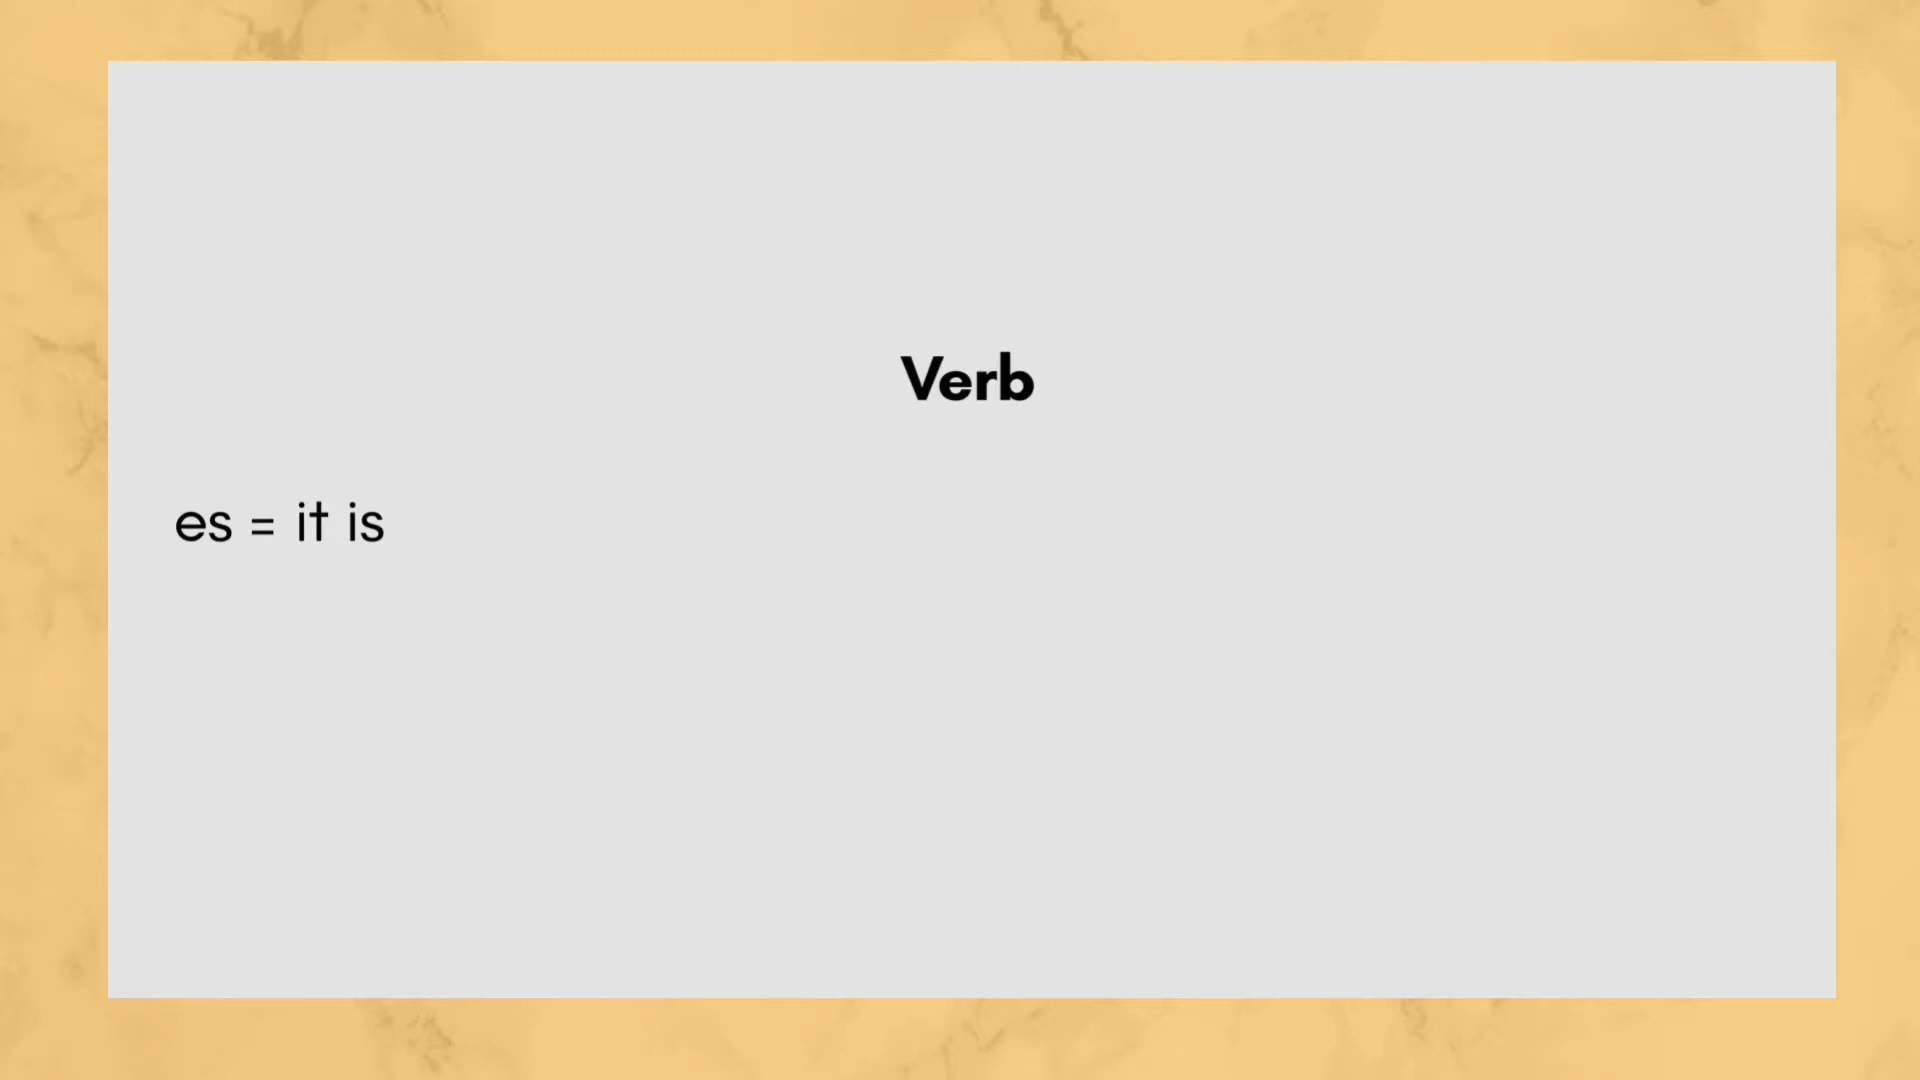 Verb
es = it is